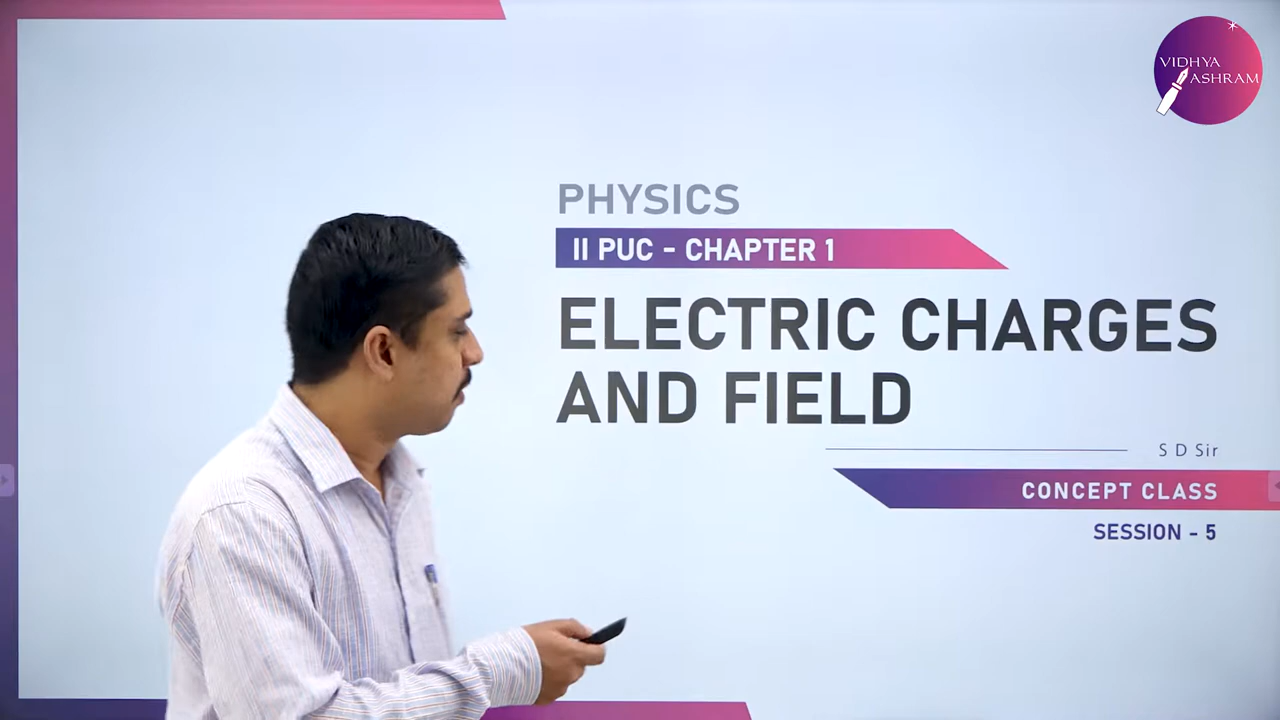 VIDHYA
ASHRAM
PHYSICS
II PUC - CHAPTER 1
ELECTRIC CHARGES
AND FIELD
S D Sir
CONCEPT CLASS
SESSION - 5